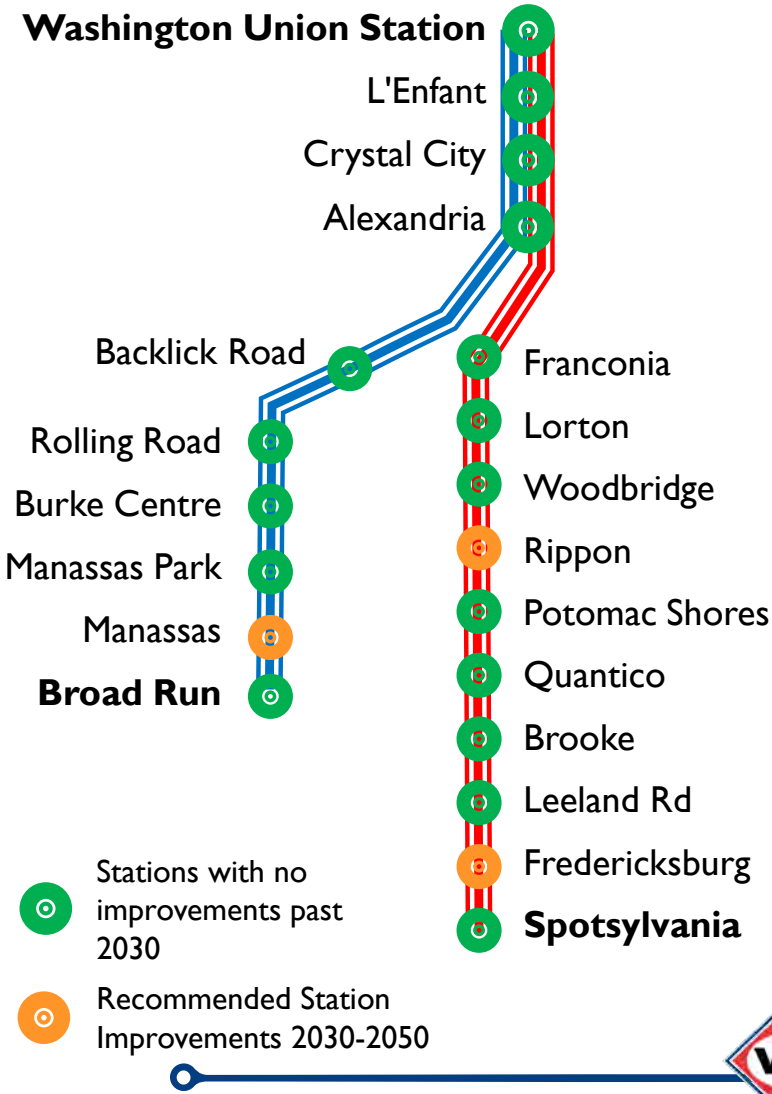 Washington Union Station
L'Enfant
Crystal City
Alexandria
Backlick Road
Rolling Road
Burke Centre
Manassas Park
Manassas
Broad Run
Franconia
Lorton
Woodbridge
Rippon
Potomac Shores
Quantico
Brooke
Leeland Rd
Fredericksburg
Spotsylvania
Stations with no
improvements past
2030
Recommended Station
Improvements 2030-2050